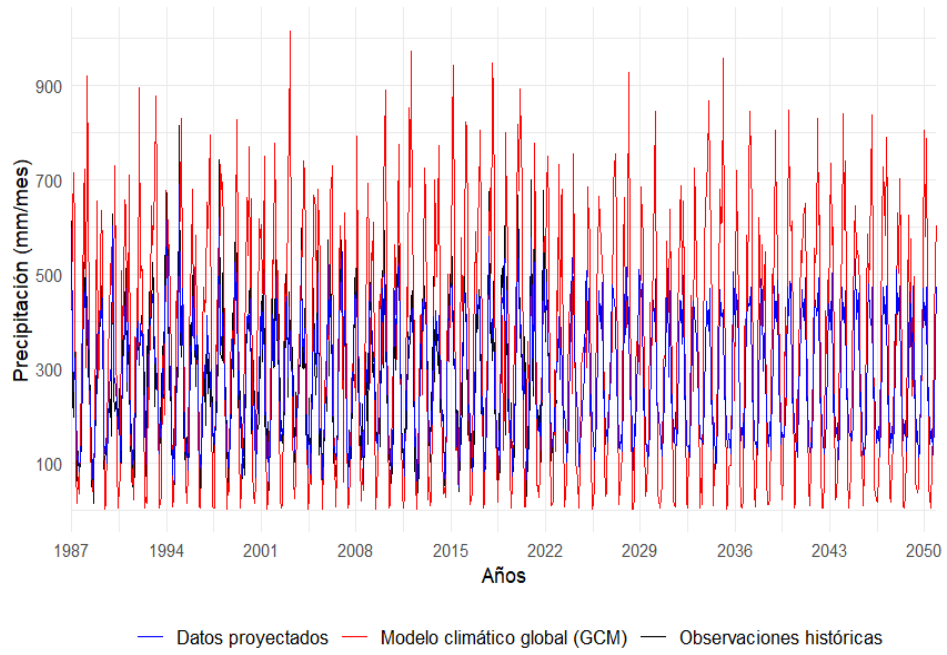 Precipitación (mm/mes)
900
700
500
300
100
1987 1994 2001 2008 2015 2022 2029 2036 2043 2050
Años
Datos proyectados Modelo climático global (GCM) Observaciones históricas